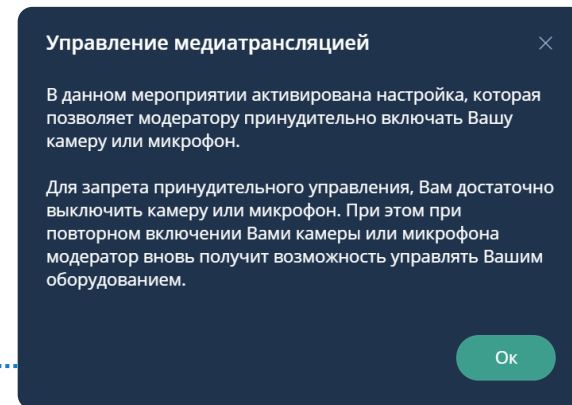 Управление медиатрансляцией
В данном мероприятии активирована настройка, которая
позволяет модератору принудительно включать Вашу
камеру или микрофон.
Для запрета принудительного управления, Вам достаточно
выключить камеру или микрофон. При этом при
повторном включении Вами камеры или микрофона
модератор вновь получит возможность управлять Вашим
оборудованием.
Ок